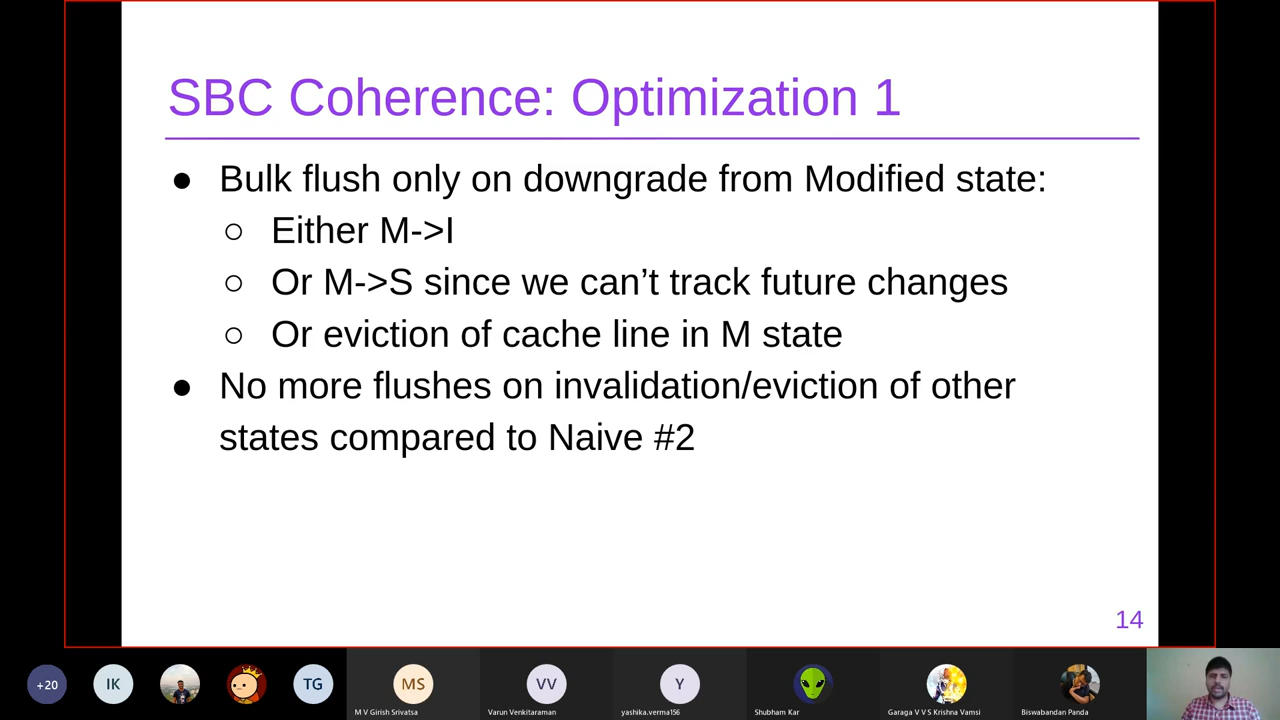 SBC Coherence: Optimization 1
● Bulk flush only on downgrade from Modified state:
○ Either M->I
○ Or M->S since we can’t track future changes
○ Or eviction of cache line in M state
● No more flushes on invalidation/eviction of other
states compared to Naive #2
14
+20
IK
TG
MS
VV
Y
M V Girish Srivatsa
Varun Venkitaraman
yashika.verma156
Shubham Kar
Garaga V V S Krishna Vamsi
Biswabandan Panda